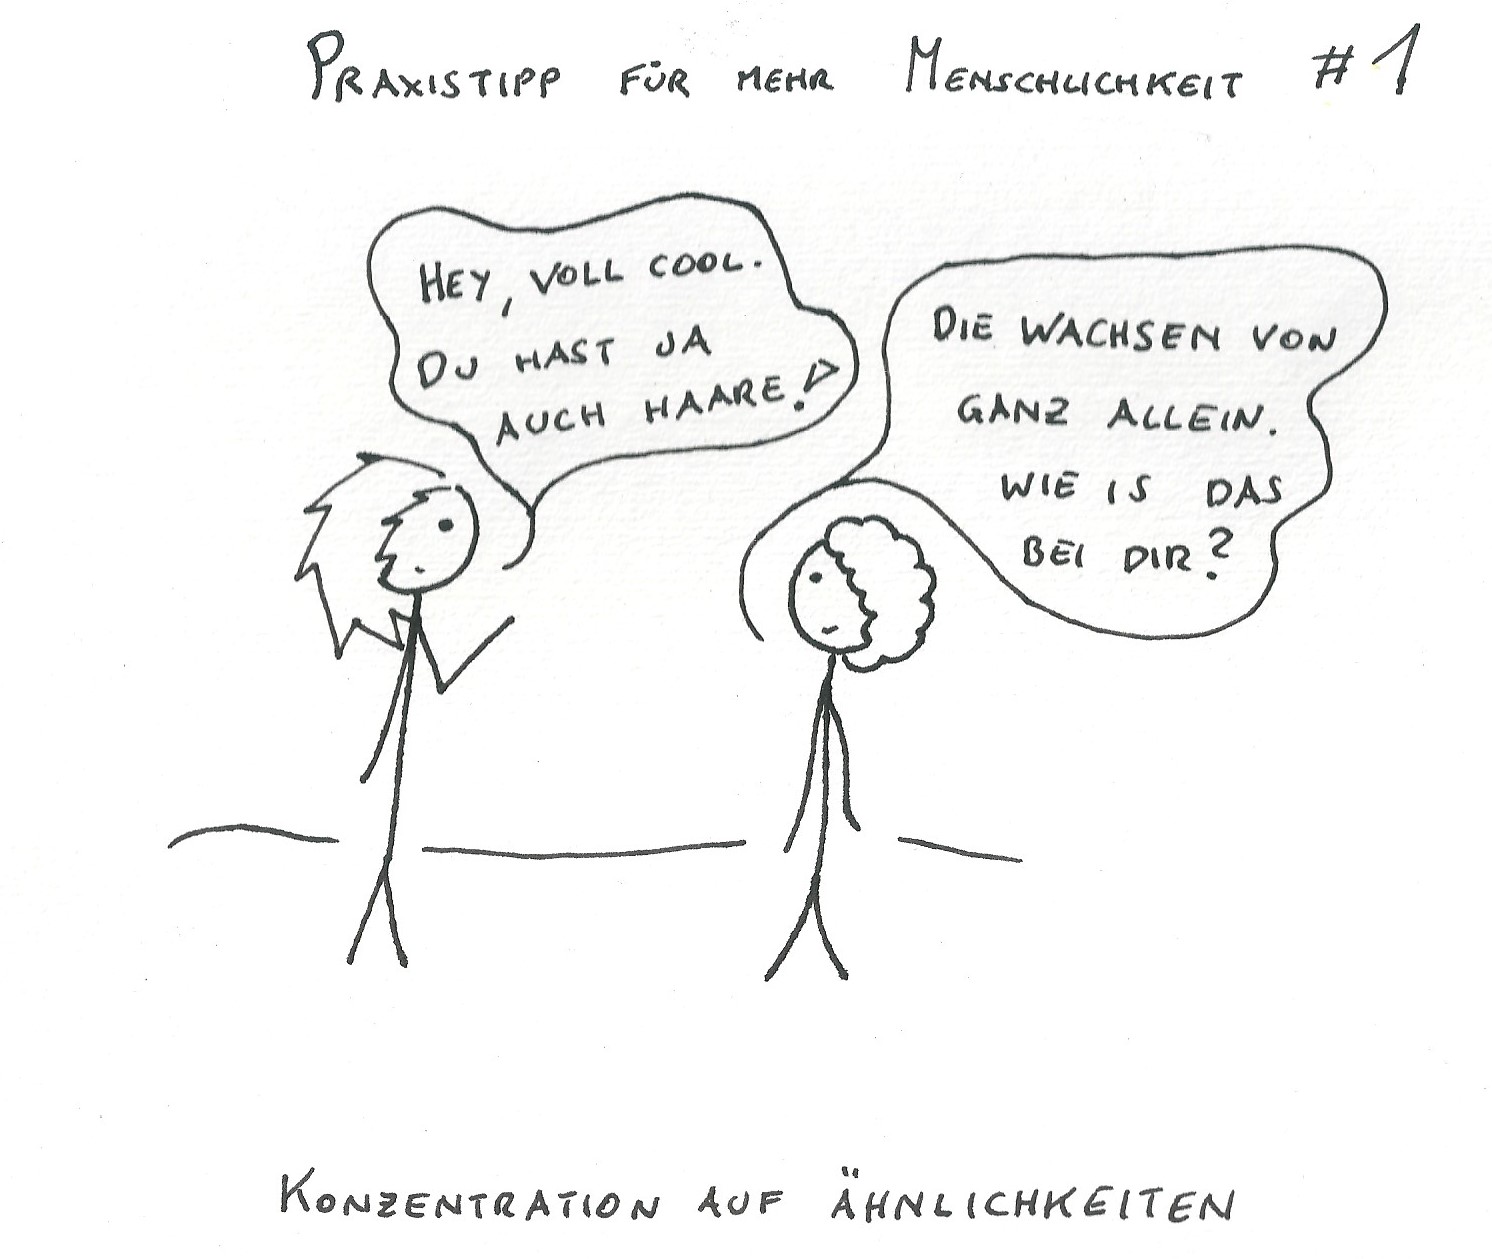 PRAXISTIPP FÜR MEHR MENSCHLICHKEIT #1
HEY, VOLL COOL.
DU HAST JA
AUCH HAARE!
DIE WACHSEN VON
GANZ ALLEIN.
WIE IS DAS
BEI DIR?
KONZENTRATION AUF ÄHNLICHKEITEN